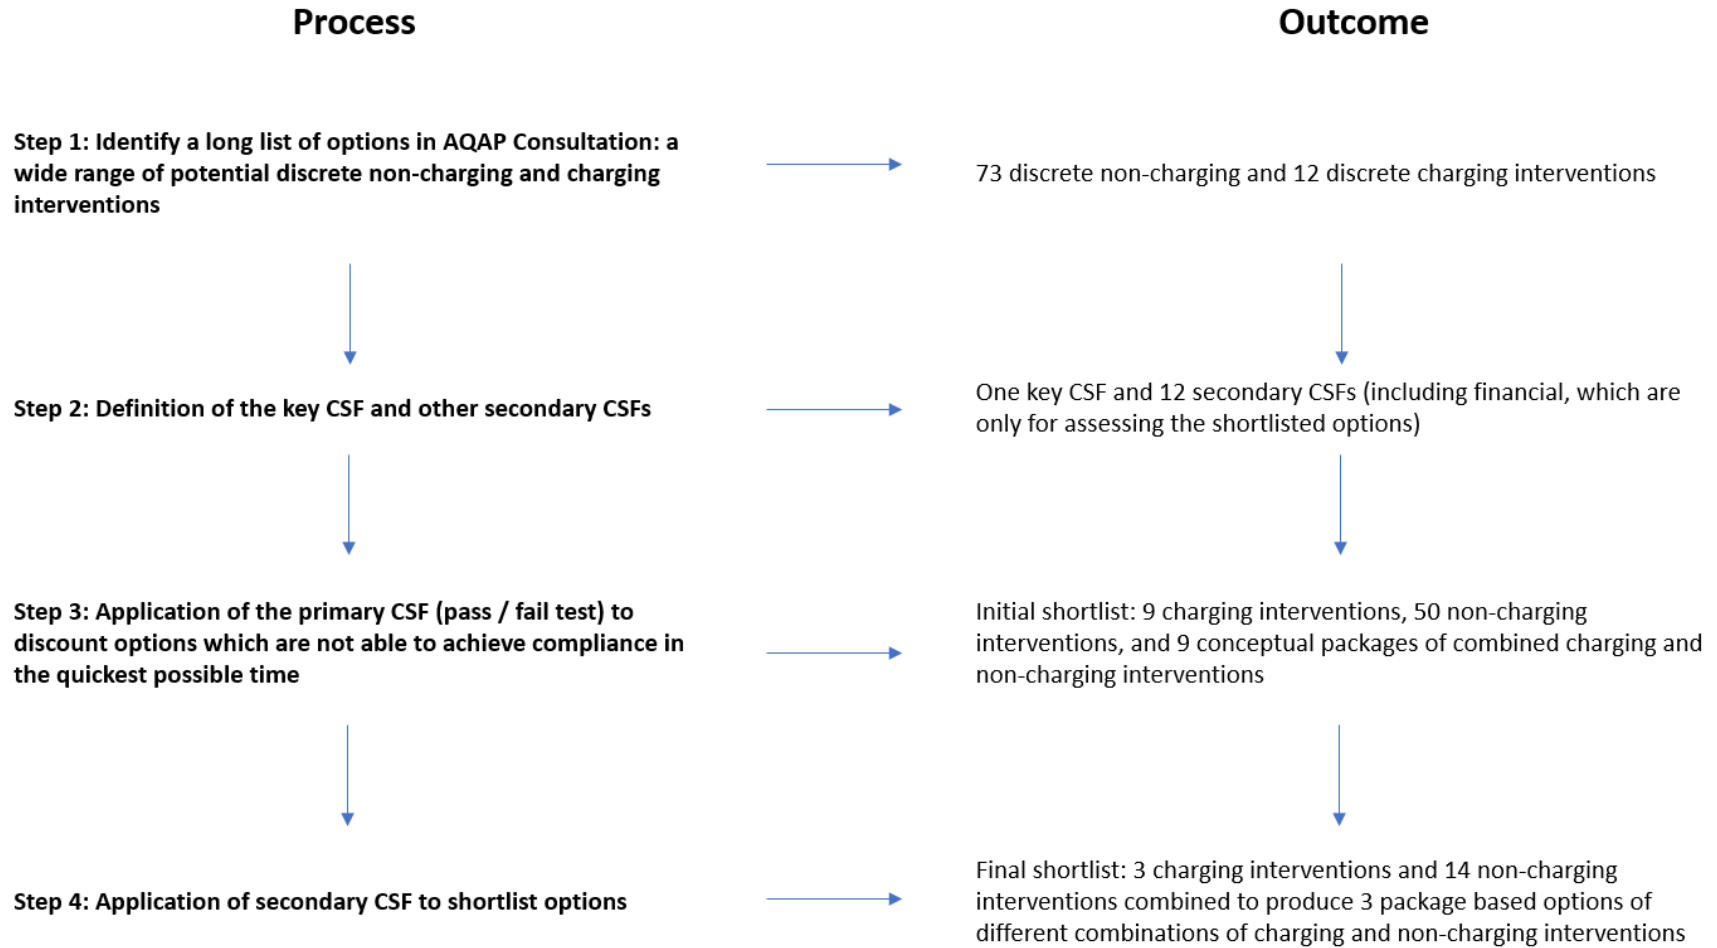 Process
Outcome
Step 1: Identify a long list of options in AQAP Consultation: a
wide range of potential discrete non-charging and charging
interventions
73 discrete non-charging and 12 discrete charging interventions
Step 2: Definition of the key CSF and other secondary CSFs
One key CSF and 12 secondary CSFs (including financial, which are
only for assessing the shortlisted options)
Step 3: Application of the primary CSF (pass / fail test) to
discount options which are not able to achieve compliance in
the quickest possible time
Initial shortlist: 9 charging interventions, 50 non-charging
interventions, and 9 conceptual packages of combined charging and
non-charging interventions
Step 4: Application of secondary CSF to shortlist options
Final shortlist: 3 charging interventions and 14 non-charging
interventions combined to produce 3 package based options of
different combinations of charging and non-charging interventions